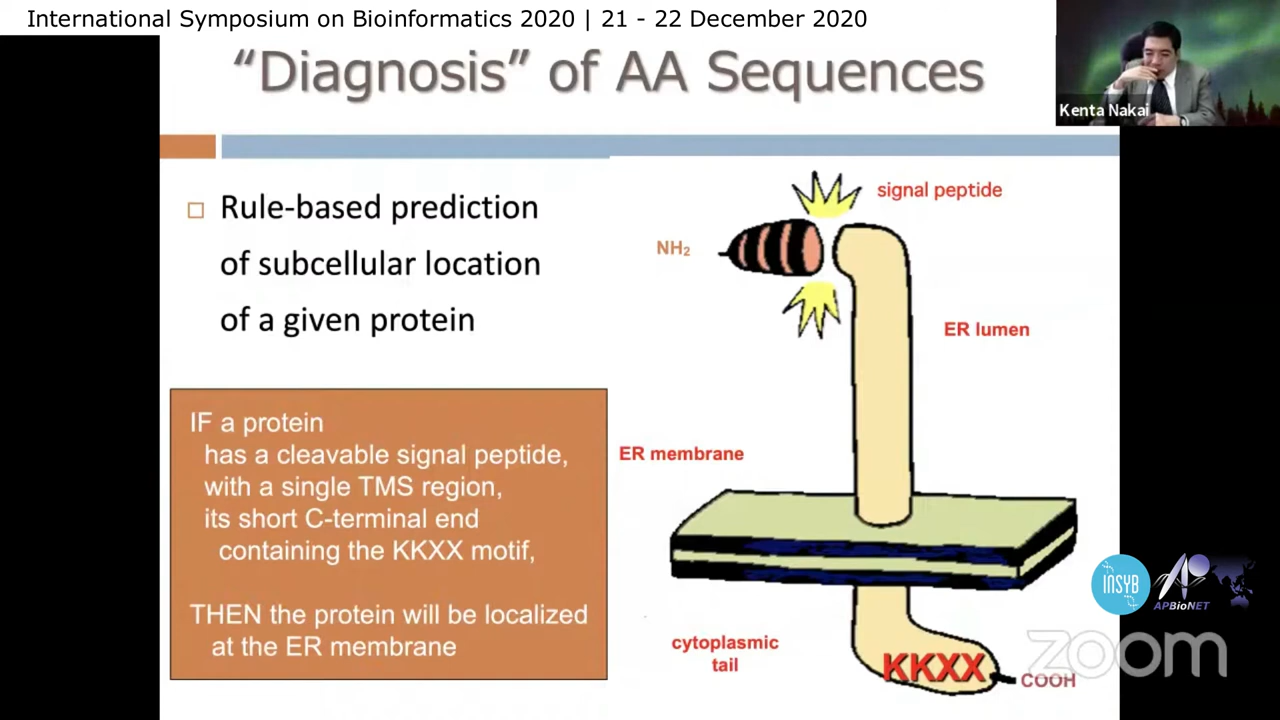 International Symposium on Bioinformatics 2020 | 21 - 22 December 2020
“Diagnosis” of AA Sequences
Kenta Nakai
Rule-based prediction
of subcellular location
of a given protein
IF a protein
has a cleavable signal peptide,
with a single TMS region,
its short C-terminal end
containing the KKXX motif,
THEN the protein will be localized
at the ER membrane
signal peptide
NH₂
ER lumen
ER membrane
cytoplasmic
tail
KKXX
COOH
INSYB
APBioNET
zoom